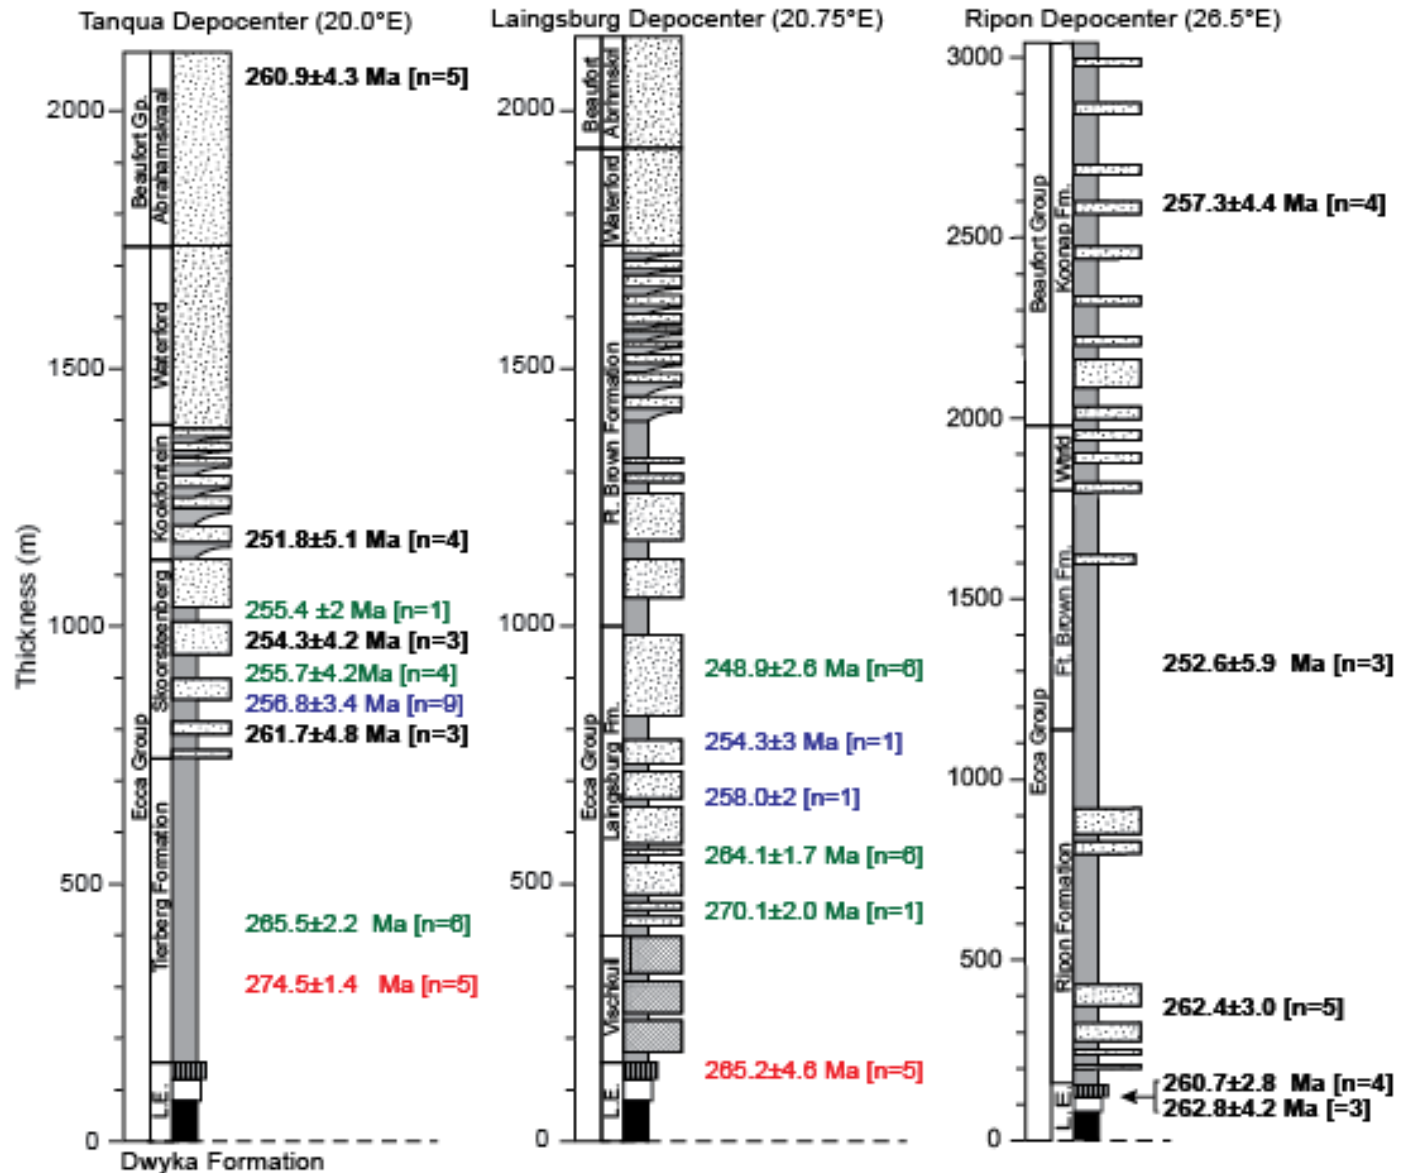 Tanqua Depocenter (20.0°E)
Laingsburg Depocenter (20.75°E)
Ripon Depocenter (26.5°E)
Thickness (m)
2000
1500
1000
500
0
Beaufort Gp.
Abrahamskraal
Waterford
Kookfontein
Skoorsteenberg
Ecca Group
Tierberg Formation
L.E.
260.9±4.3 Ma [n=5]
251.8±5.1 Ma [n=4]
255.4 ±2 Ma [n=1]
254.3±4.2 Ma [n=3]
255.7±4.2Ma [n=4]
256.8±3.4 Ma [n=9]
261.7±4.8 Ma [n=3]
265.5±2.2 Ma [n=6]
274.5±1.4 Ma [n=5]
Dwyka Formation
2000
1500
1000
500
0
Beaufort
Abrhmskrl
Waterford
Ft. Brown Formation
Ecca Group
Laingsburg Fm.
Vischkuil
L.E.
248.9±2.6 Ma [n=6]
254.3±3 Ma [n=1]
258.0±2 [n=1]
264.1±1.7 Ma [n=6]
270.1±2.0 Ma [n=1]
265.2±4.6 Ma [n=5]
3000
2500
2000
1500
1000
500
0
Beaufort Group
Koonap Fm.
Wtrfd
Ft. Brown Fm.
Ecca Group
Ripon Formation
L.E.
257.3±4.4 Ma [n=4]
252.6±5.9 Ma [n=3]
262.4±3.0 [n=5]
260.7±2.8 Ma [n=4]
262.8±4.2 Ma [=3]